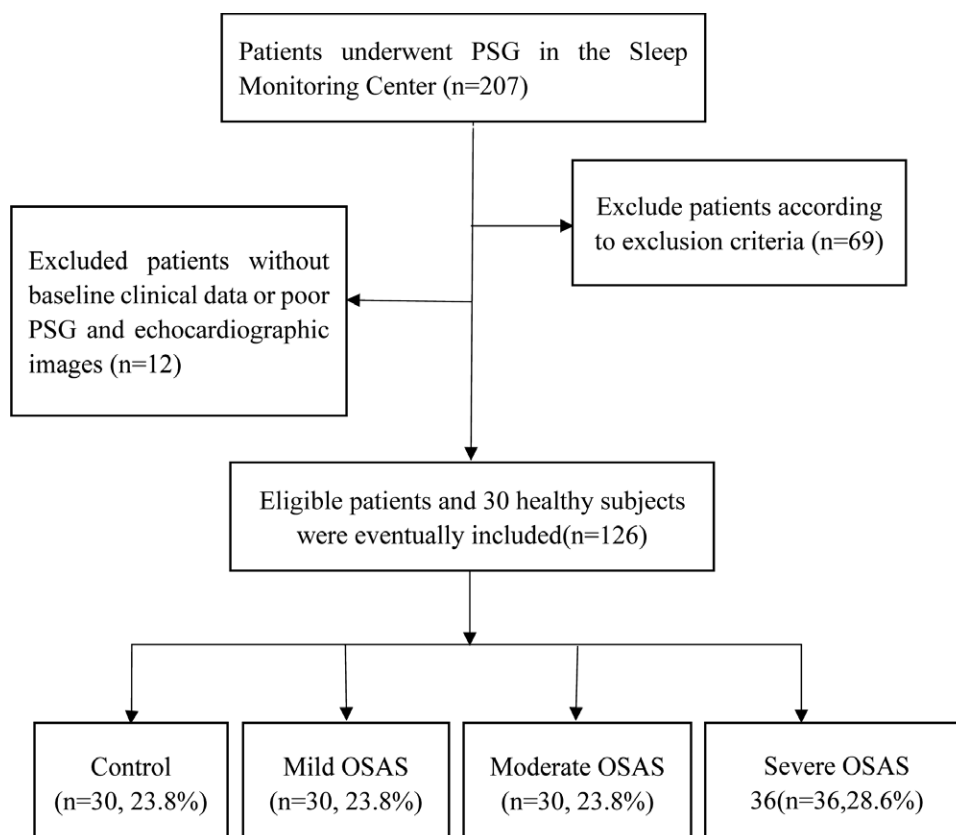 Patients underwent PSG in the Sleep
Monitoring Center (n=207)
Exclude patients according
to exclusion criteria (n=69)
Excluded patients without
baseline clinical data or poor
PSG and echocardiographic
images (n=12)
Eligible patients and 30 healthy subjects
were eventually included(n=126)
Control
(n=30, 23.8%)
Mild OSAS
(n=30, 23.8%)
Moderate OSAS
(n=30, 23.8%)
Severe OSAS
36(n=36,28.6%)